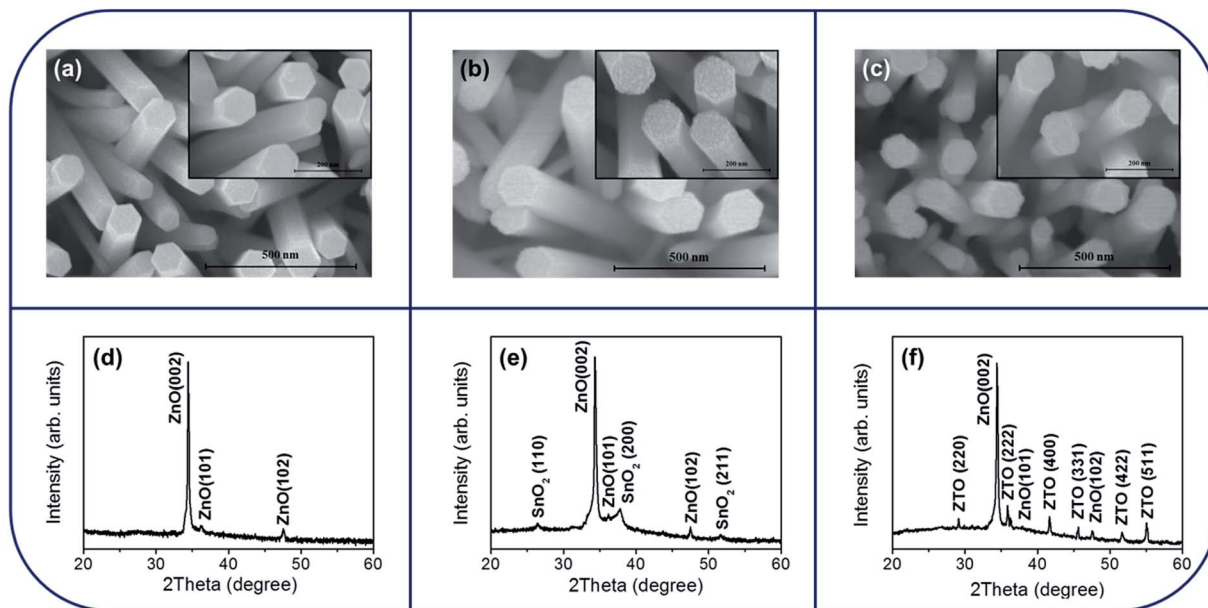 (a)
200 nm
500 nm
(b)
200 nm
500 nm
(c)
200 nm
500 nm
(d)
Intensity (arb. units)
ZnO(002)
ZnO(101)
ZnO(102)
20 30 40 50 60
2Theta (degree)
(e)
Intensity (arb. units)
SnO₂ (110)
ZnO(002)
ZnO(101)
SnO₂ (200)
ZnO(102)
SnO₂ (211)
20 30 40 50 60
2Theta (degree)
(f)
Intensity (arb. units)
ZTO (220)
ZnO(002)
ZTO (222)
ZnO(101)
ZTO (400)
ZTO (331)
ZnO(102)
ZTO (422)
ZTO (511)
20 30 40 50 60
2Theta (degree)